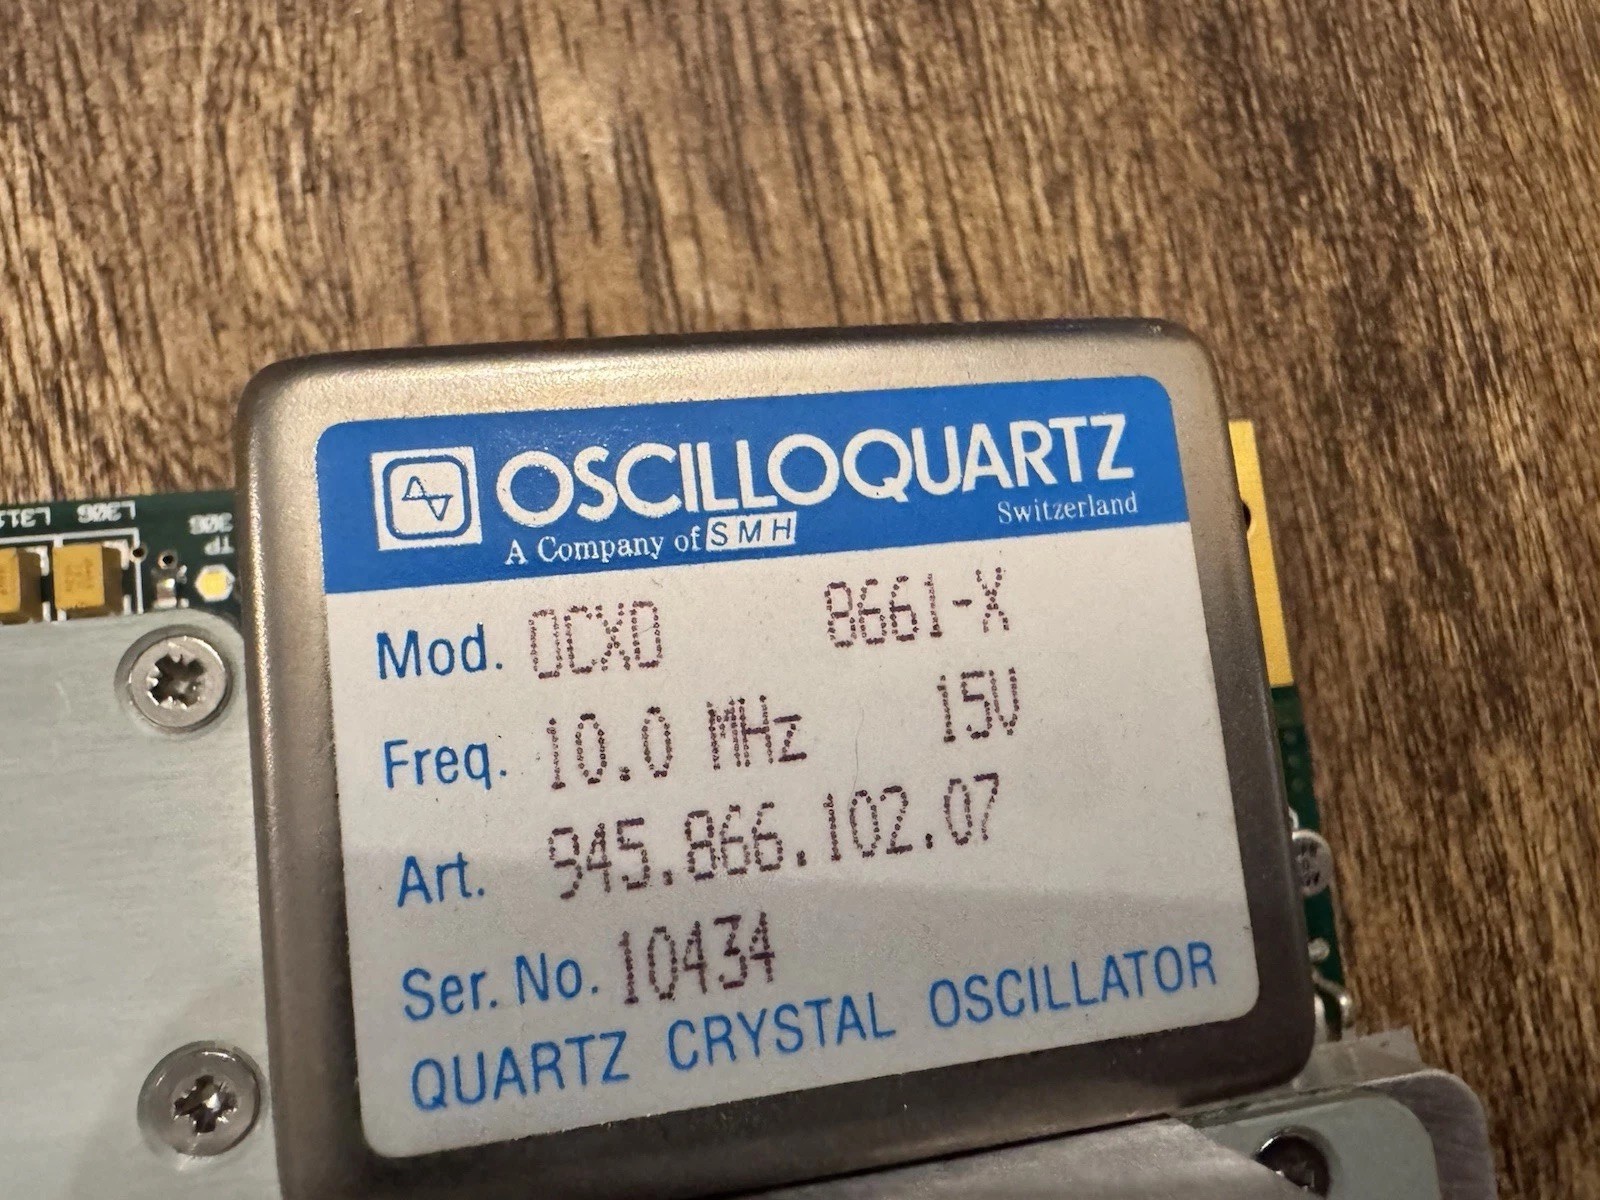 OSCILLOQUARTZ
A Company of SMH Switzerland
Mod. OCXO 8661-X
Freq. 10.0 MHz 15V
Art. 945.866.102.07
Ser. No. 10434
QUARTZ CRYSTAL OSCILLATOR
L306
TP